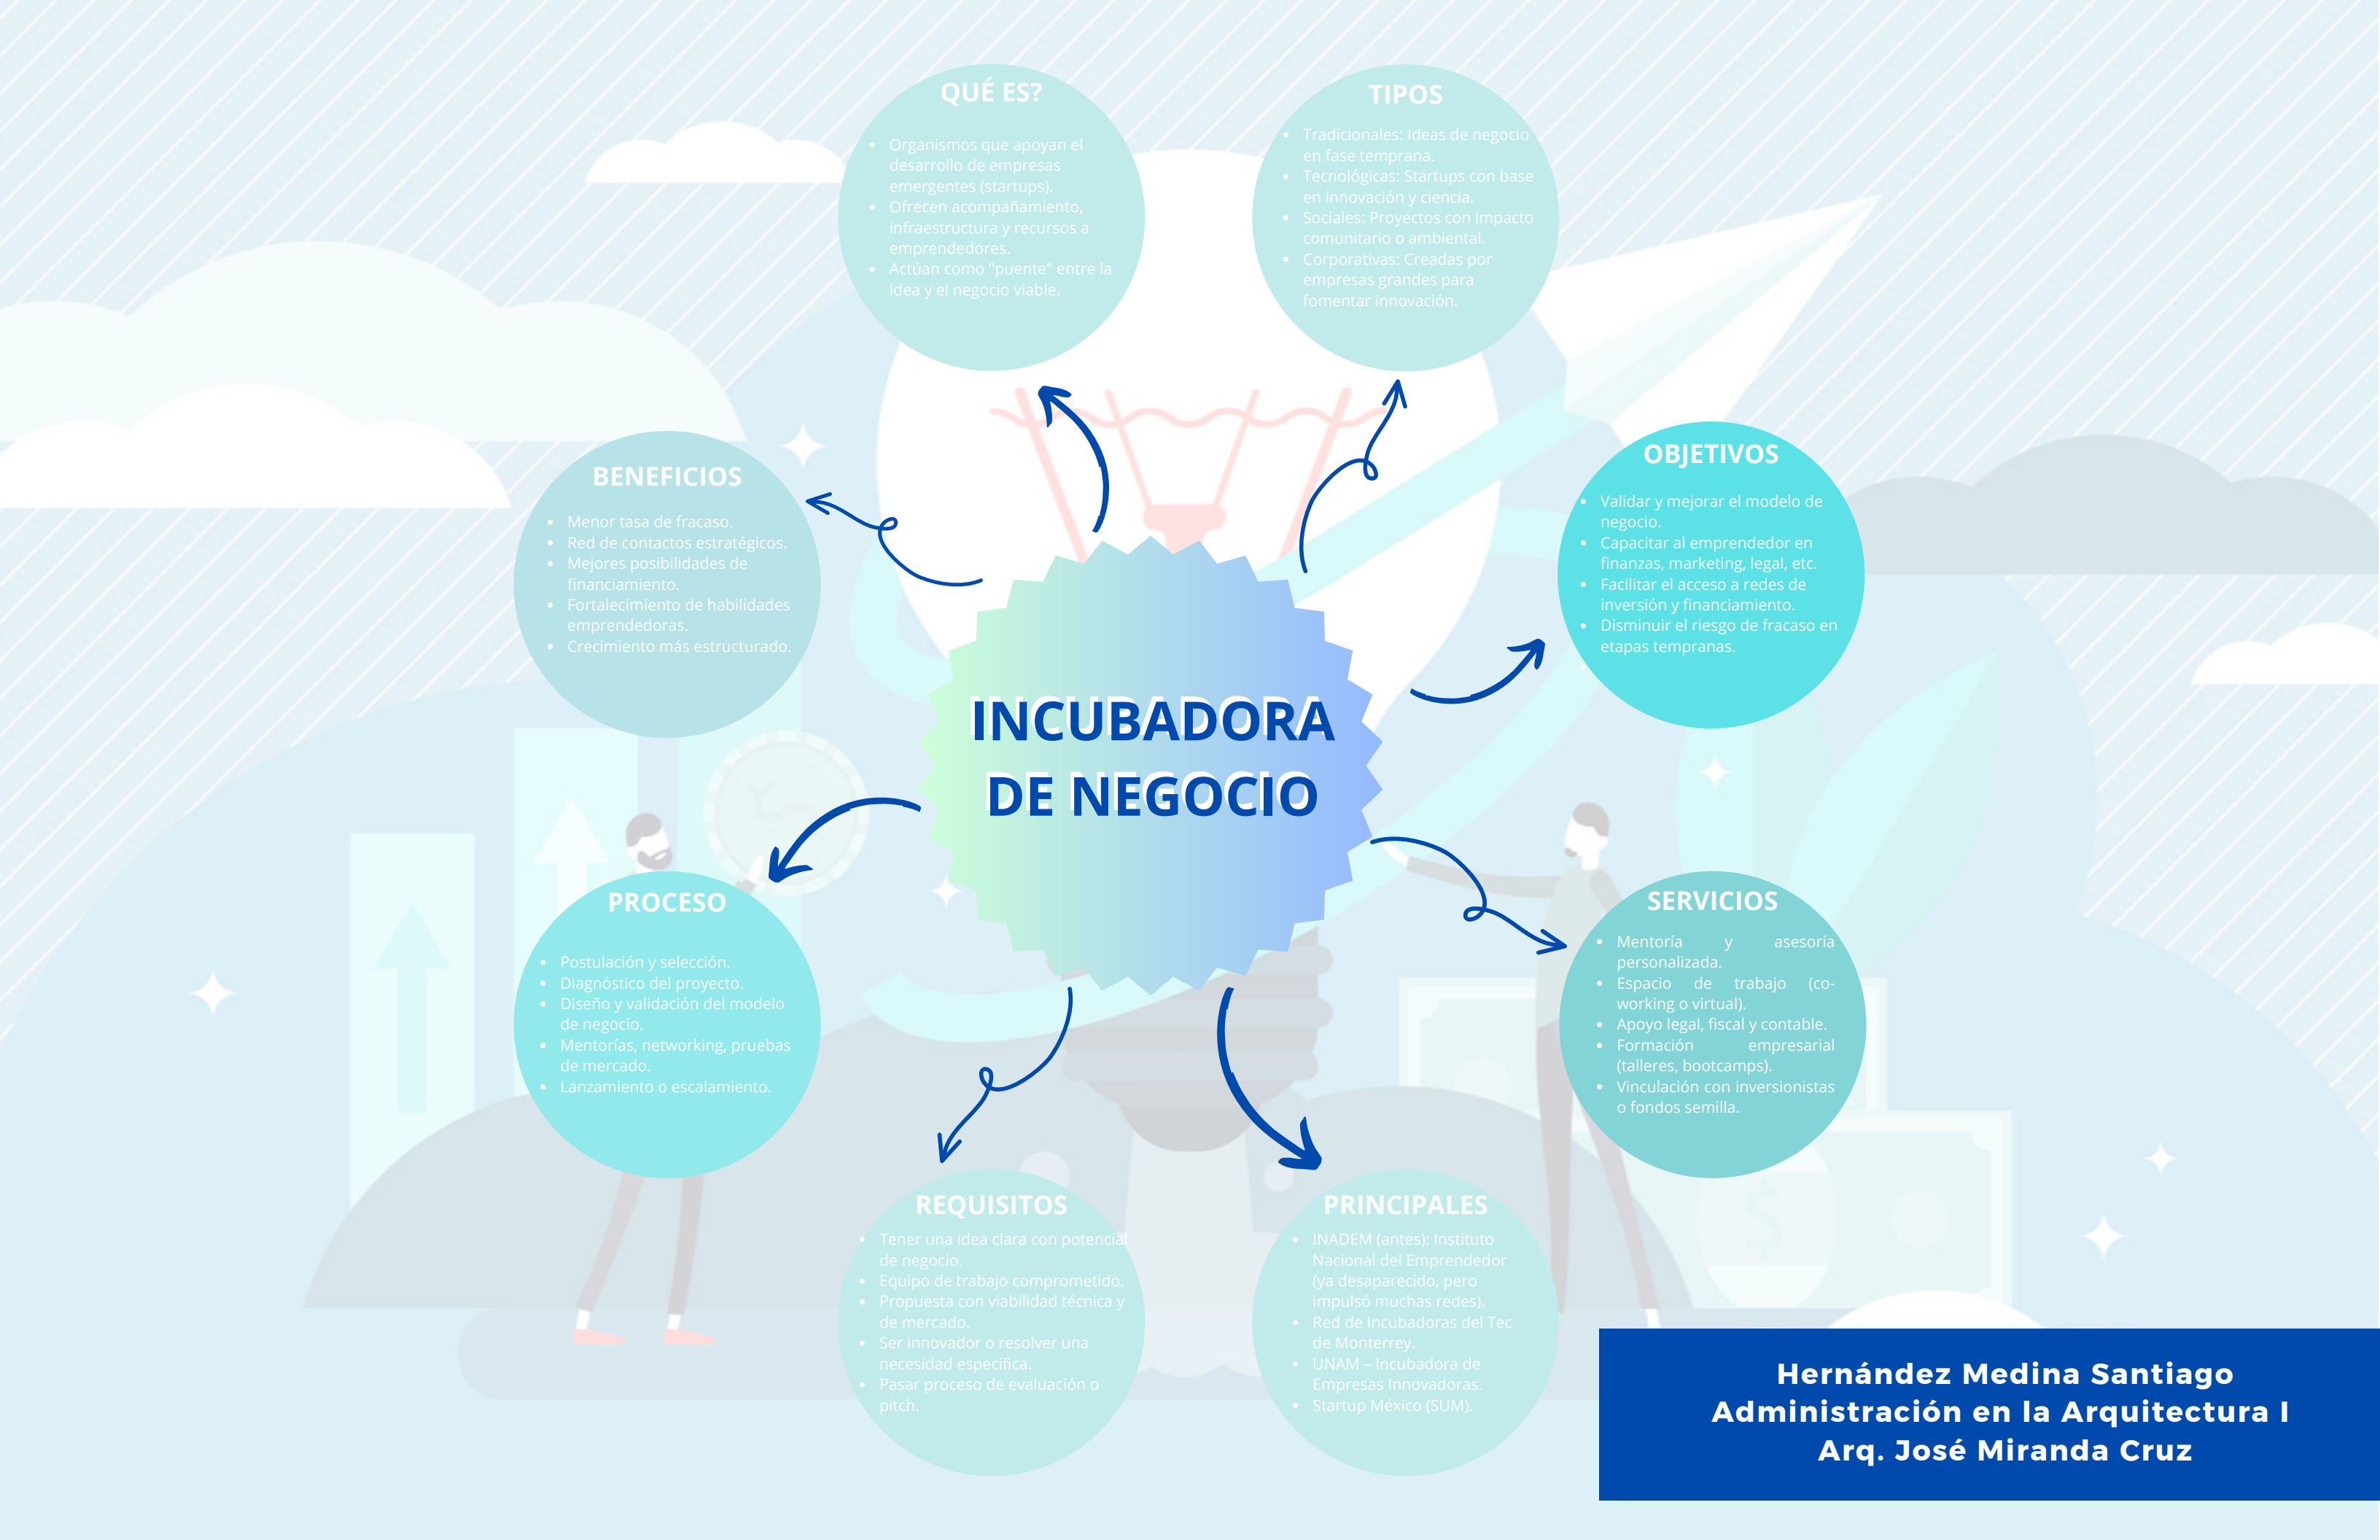 QUÉ ES?
• Organismos que apoyan el
desarrollo de empresas
emergentes (startups).
• Ofrecen acompañamiento,
infraestructura y recursos a
emprendedores.
• Actúan como "puente" entre la
idea y el negocio viable.
TIPOS
• Tradicionales: Ideas de negocio
en fase temprana.
• Tecnológicas: Startups con base
en innovación y ciencia.
• Sociales: Proyectos con impacto
comunitario o ambiental.
• Corporativas: Creadas por
empresas grandes para
fomentar innovación.
BENEFICIOS
• Menor tasa de fracaso.
• Red de contactos estratégicos.
• Mejores posibilidades de
financiamiento.
• Fortalecimiento de habilidades
emprendedoras.
• Crecimiento más estructurado.
OBJETIVOS
• Validar y mejorar el modelo de
negocio.
• Capacitar al emprendedor en
finanzas, marketing, legal, etc.
• Facilitar el acceso a redes de
inversión y financiamiento.
• Disminuir el riesgo de fracaso en
etapas tempranas.
INCUBADORA
DE NEGOCIO
PROCESO
• Postulación y selección.
• Diagnóstico del proyecto.
• Diseño y validación del modelo
de negocio.
• Mentorías, networking, pruebas
de mercado.
• Lanzamiento o escalamiento.
SERVICIOS
• Mentoría y asesoría
personalizada.
• Espacio de trabajo (co-
working o virtual).
• Apoyo legal, fiscal y contable.
• Formación empresarial
(talleres, bootcamps).
• Vinculación con inversionistas
o fondos semilla.
REQUISITOS
• Tener una idea clara con potencial
de negocio.
• Equipo de trabajo comprometido.
• Propuesta con viabilidad técnica y
de mercado.
• Ser innovador o resolver una
necesidad específica.
• Pasar proceso de evaluación o
pitch.
PRINCIPALES
• INADEM (antes): Instituto
Nacional del Emprendedor
(ya desaparecido, pero
impulsó muchas redes).
• Red de Incubadoras del Tec
de Monterrey.
• UNAM – Incubadora de
Empresas Innovadoras.
• Startup México (SUM).
Hernández Medina Santiago
Administración en la Arquitectura I
Arq. José Miranda Cruz